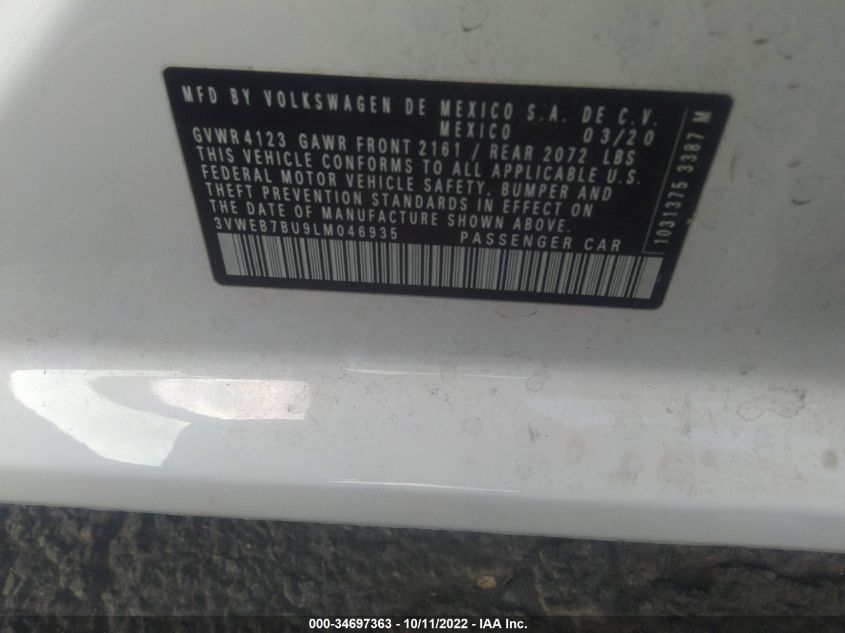 MFD BY VOLKSWAGEN DE MEXICO S.A. DE C.V.
MEXICO 03/20
GVWR 4123 GAWR FRONT 2161 / REAR 2072 LBS
THIS VEHICLE CONFORMS TO ALL APPLICABLE U.S.
FEDERAL MOTOR VEHICLE SAFETY, BUMPER AND
THEFT PREVENTION STANDARDS IN EFFECT ON
THE DATE OF MANUFACTURE SHOWN ABOVE.
3VWEB7BU9LM046935 PASSENGER CAR
1031375 3387 M
000-34697363 - 10/11/2022 - IAA Inc.